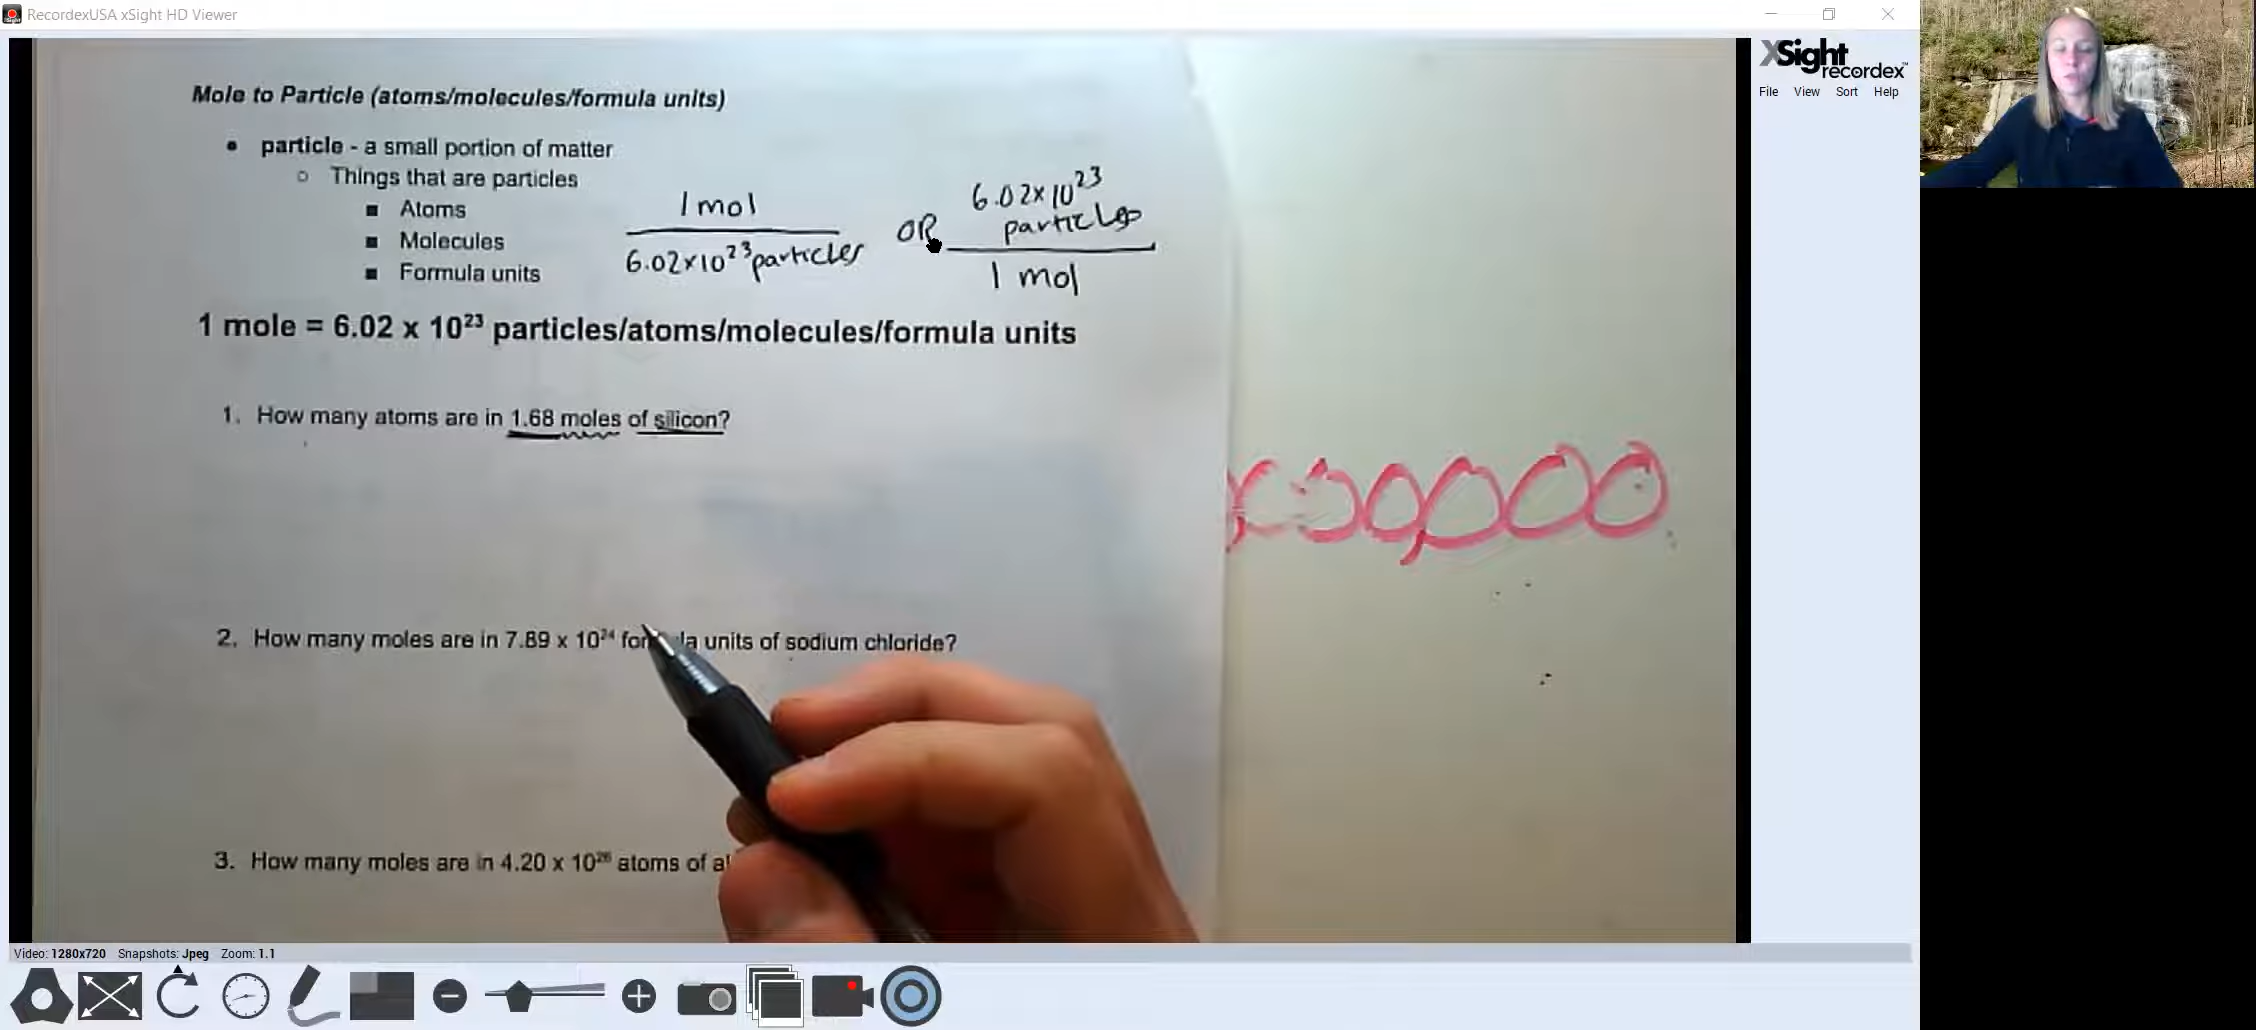 RecordexUSA xSight HD Viewer
XSight
recordex™
File View Sort Help
Mole to Particle (atoms/molecules/formula units)
• particle - a small portion of matter
○ Things that are particles
■ Atoms
■ Molecules
■ Formula units
1 mol
6.02x10²³ particles
OR
6.02x10²³
particles
1 mol
1 mole = 6.02 x 10²³ particles/atoms/molecules/formula units
1. How many atoms are in 1.68 moles of silicon?
2. How many moles are in 7.89 x 10²⁴ units of sodium chloride?
3. How many moles are in 4.20 x 10²⁶ atoms of
Video: 1280x720 Snapshots: Jpeg Zoom: 1.1